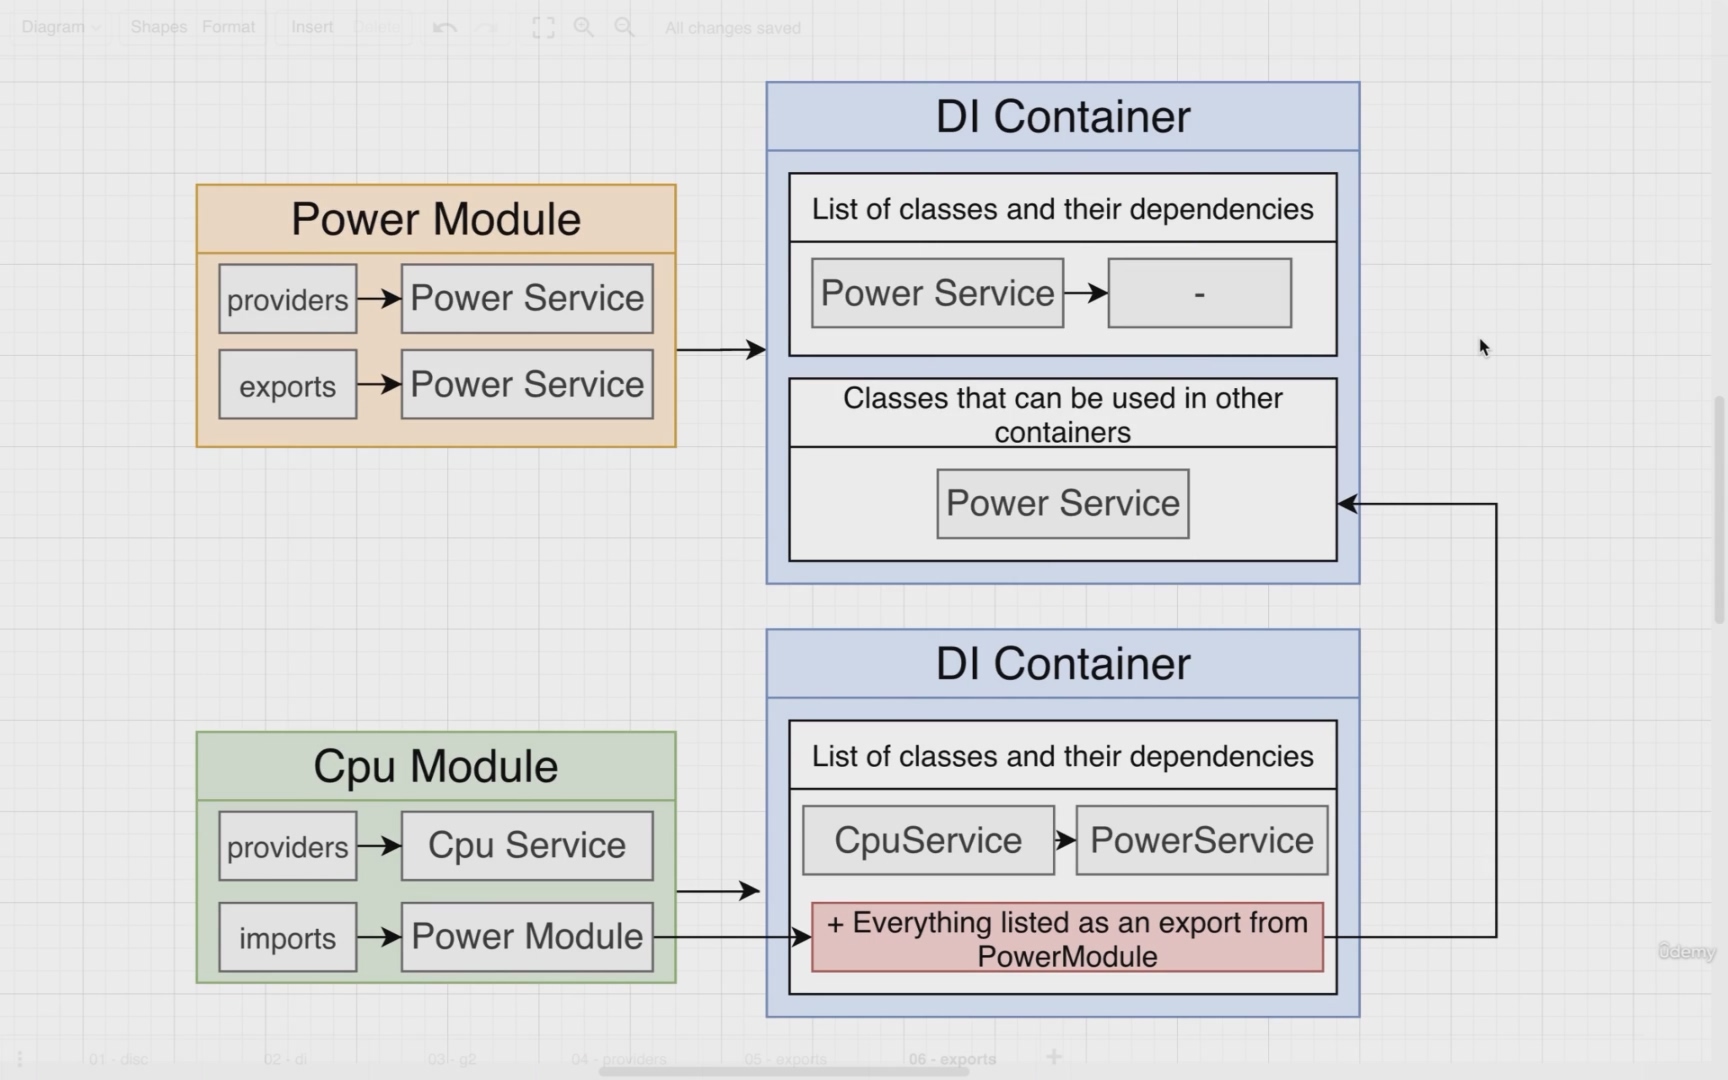 Diagram
Shapes
Format
Insert
Delete
All changes saved
DI Container
List of classes and their dependencies
Power Service
-
Classes that can be used in other
containers
Power Service
Power Module
providers
Power Service
exports
Power Service
DI Container
List of classes and their dependencies
CpuService
PowerService
+ Everything listed as an export from
PowerModule
Cpu Module
providers
Cpu Service
imports
Power Module
ûdemy
01 - disc
02 - di
03 - g2
04 - providers
05 - exports
06 - exports